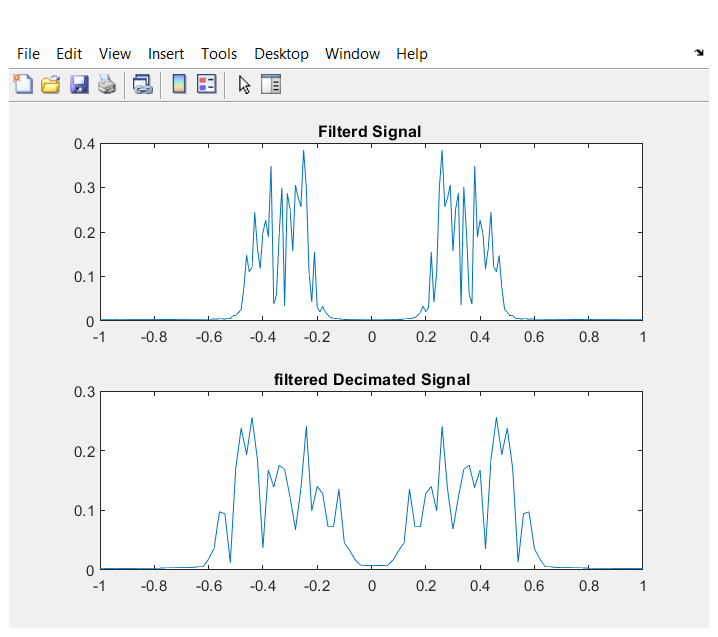 File Edit View Insert Tools Desktop Window Help
Filterd Signal
0.4
0.3
0.2
0.1
0
-1 -0.8 -0.6 -0.4 -0.2 0 0.2 0.4 0.6 0.8 1
filtered Decimated Signal
0.3
0.2
0.1
0
-1 -0.8 -0.6 -0.4 -0.2 0 0.2 0.4 0.6 0.8 1